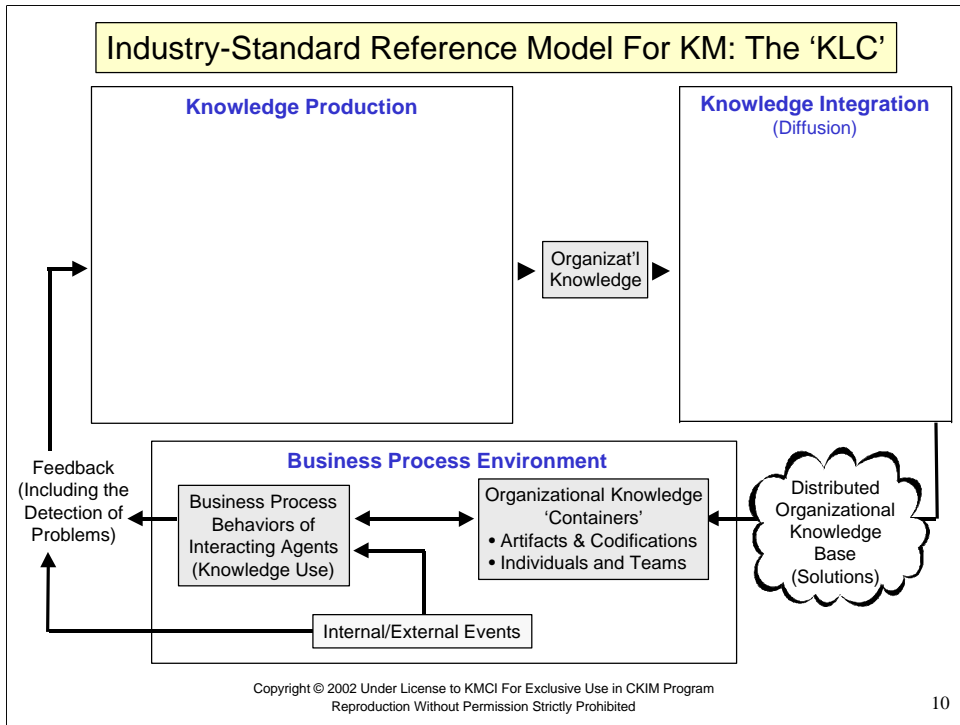 Industry-Standard Reference Model For KM: The ‘KLC’
Knowledge Production
Knowledge Integration
(Diffusion)
Organizat’l
Knowledge
Feedback
(Including the
Detection of
Problems)
Business Process Environment
Business Process
Behaviors of
Interacting Agents
(Knowledge Use)
Organizational Knowledge
‘Containers’
• Artifacts & Codifications
• Individuals and Teams
Distributed
Organizational
Knowledge
Base
(Solutions)
Internal/External Events
Copyright © 2002 Under License to KMCI For Exclusive Use in CKIM Program
Reproduction Without Permission Strictly Prohibited
10